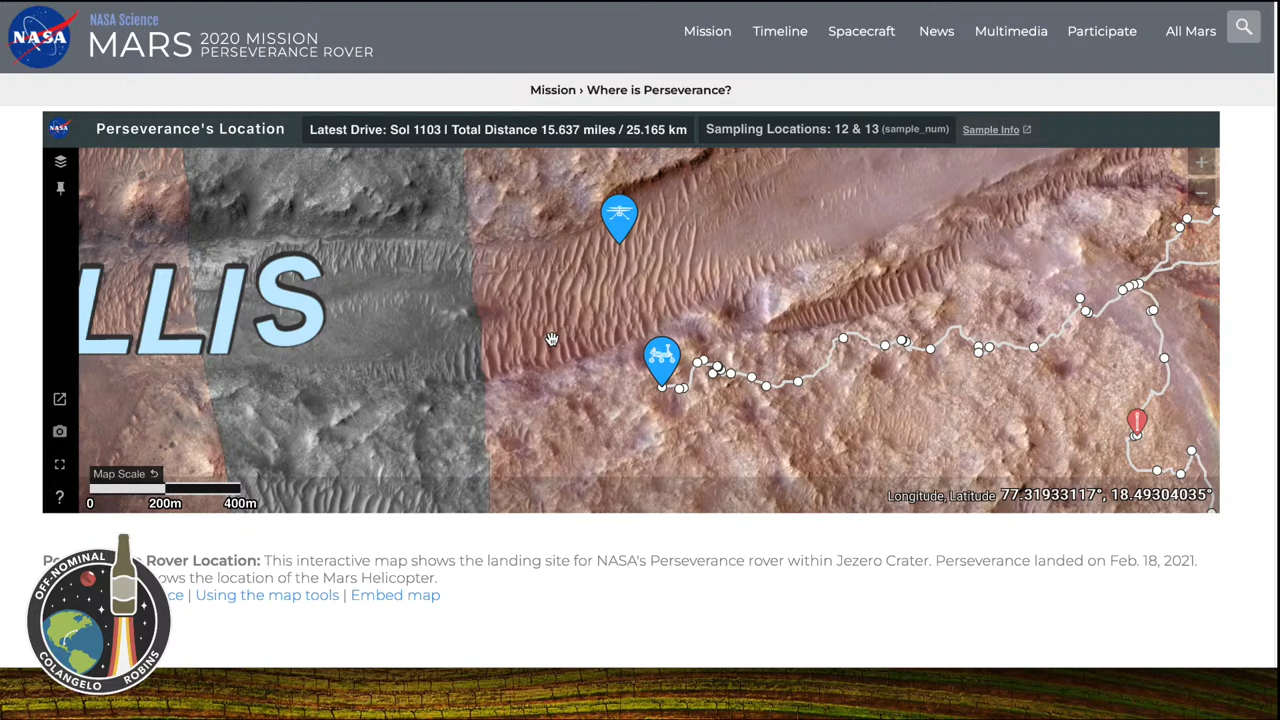 NASA
NASA Science
MARS 2020 MISSION
PERSEVERANCE ROVER
Mission
Timeline
Spacecraft
News
Multimedia
Participate
All Mars
Mission › Where is Perseverance?
NASA
Perseverance's Location
Latest Drive: Sol 1103 | Total Distance 15.637 miles / 25.165 km
Sampling Locations: 12 & 13 (sample_num)
Sample Info
+
−
LLIS
Map Scale
0 200m 400m
?
Longitude, Latitude 77.31933117°, 18.49304035°
Rover Location: This interactive map shows the landing site for NASA's Perseverance rover within Jezero Crater. Perseverance landed on Feb. 18, 2021.
ows the location of the Mars Helicopter.
ce | Using the map tools | Embed map
OFF-NOMINAL
COLANGELO
ROBINS